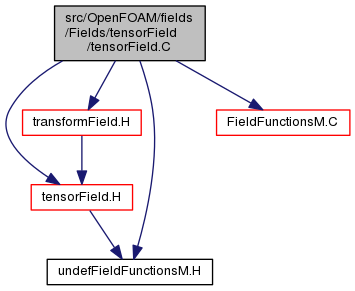 src/OpenFOAM/fields
/Fields/tensorField
/tensorField.C
transformField.H
FieldFunctionsM.C
tensorField.H
undefFieldFunctionsM.H